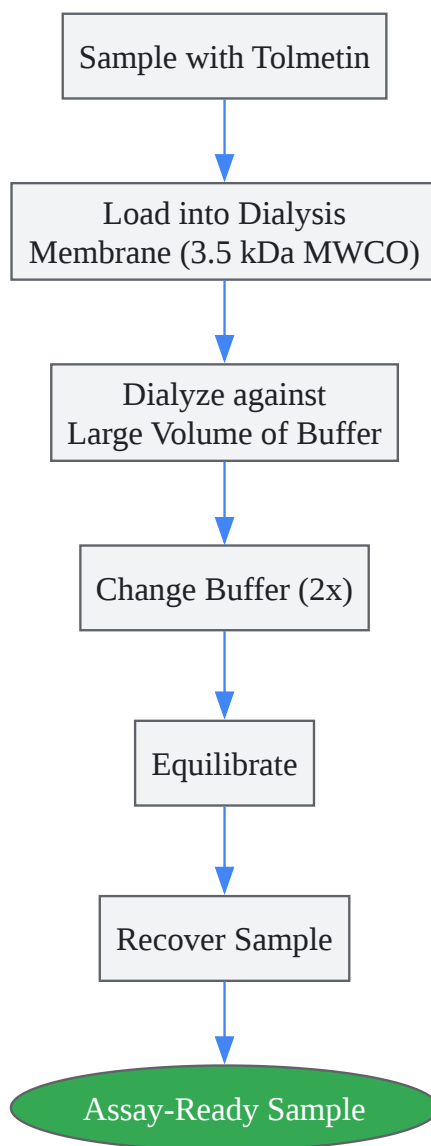 Sample with Tolmetin
Load into Dialysis
Membrane (3.5 kDa MWCO)
Dialyze against
Large Volume of Buffer
Change Buffer (2x)
Equilibrate
Recover Sample
Assay-Ready Sample